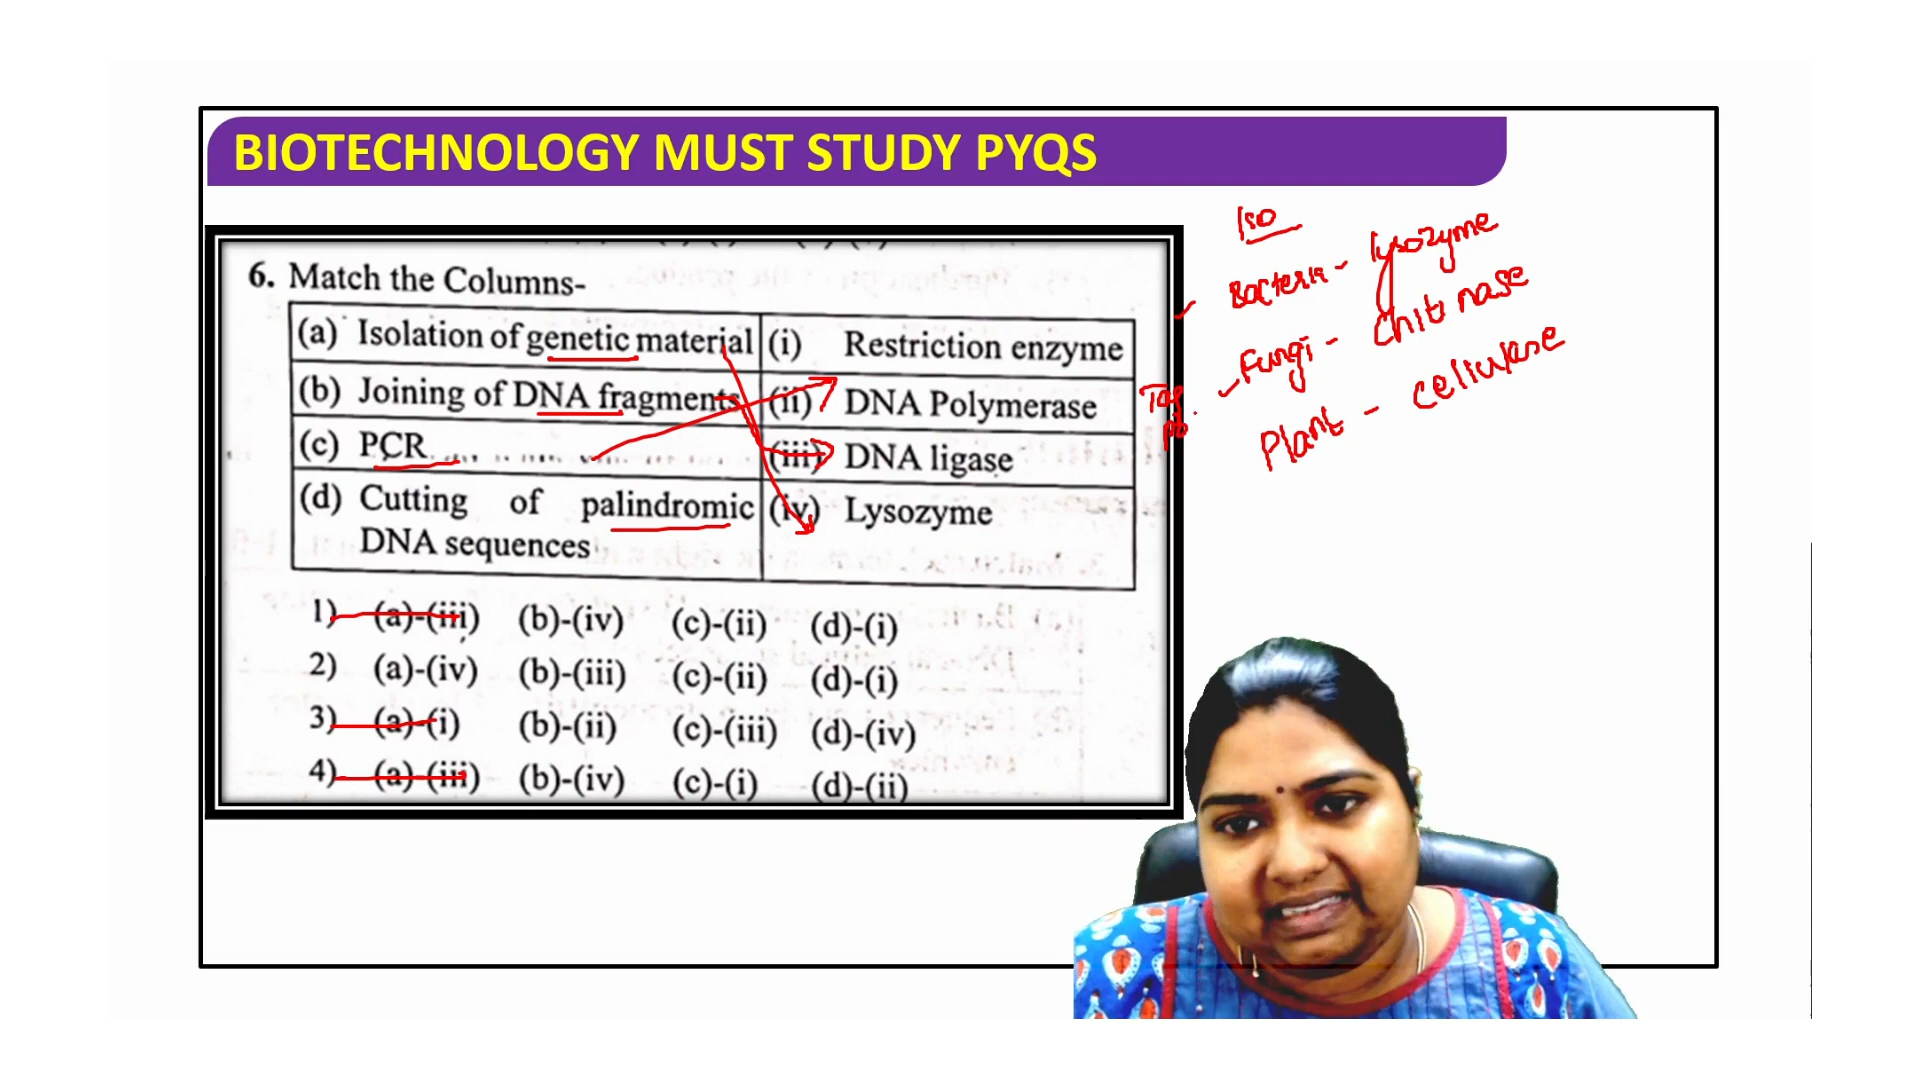 BIOTECHNOLOGY MUST STUDY PYQS
6. Match the Columns-
(a) Isolation of genetic material (i) Restriction enzyme
(b) Joining of DNA fragments (ii) DNA Polymerase
(c) PCR (iii) DNA ligase
(d) Cutting of palindromic (iv) Lysozyme
DNA sequences
1) (a)-(iii) (b)-(iv) (c)-(ii) (d)-(i)
2) (a)-(iv) (b)-(iii) (c)-(ii) (d)-(i)
3) (a)-(i) (b)-(ii) (c)-(iii) (d)-(iv)
4) (a)-(iii) (b)-(iv) (c)-(i) (d)-(ii)
Iso
Bacteria - lysozyme
Fungi - Chitinase
Plant - cellulase
Taq